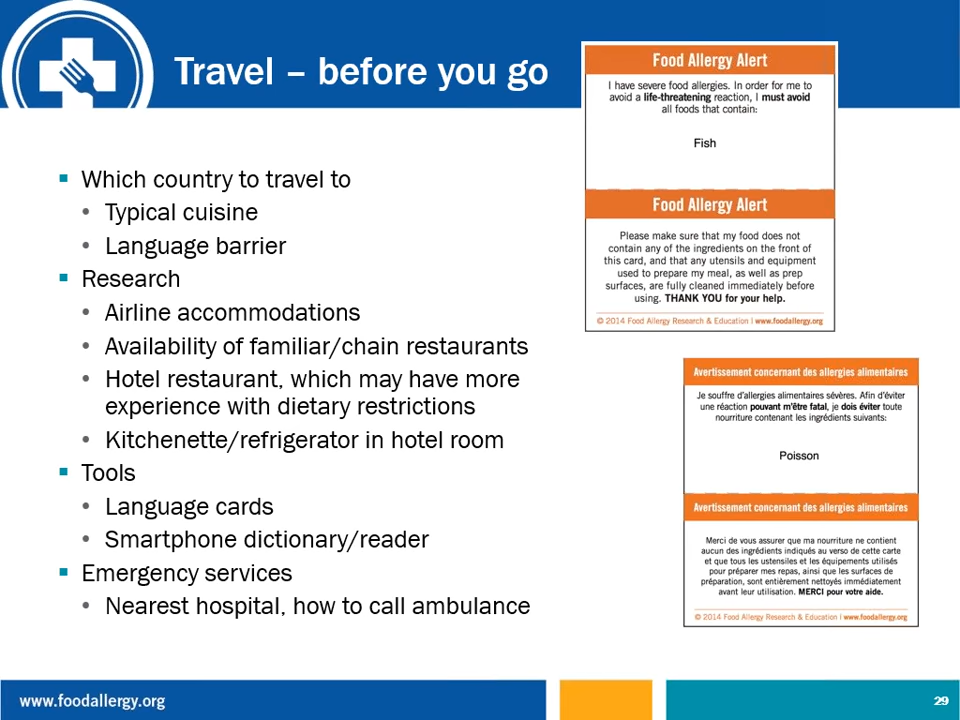 Travel – before you go
Which country to travel to
Typical cuisine
Language barrier
Research
Airline accommodations
Availability of familiar/chain restaurants
Hotel restaurant, which may have more
experience with dietary restrictions
Kitchenette/refrigerator in hotel room
Tools
Language cards
Smartphone dictionary/reader
Emergency services
Nearest hospital, how to call ambulance
Food Allergy Alert
I have severe food allergies. In order for me to
avoid a life-threatening reaction, I must avoid
all foods that contain:
Fish
Food Allergy Alert
Please make sure that my food does not
contain any of the ingredients on the front of
this card, and that any utensils and equipment
used to prepare my meal, as well as prep
surfaces, are fully cleaned immediately before
using. THANK YOU for your help.
© 2014 Food Allergy Research & Education | www.foodallergy.org
Avertissement concernant des allergies alimentaires
Je souffre d'allergies alimentaires sévères. Afin d'éviter
une réaction pouvant m'être fatal, je dois éviter toute
nourriture contenant les ingrédients suivants:
Poisson
Avertissement concernant des allergies alimentaires
Merci de vous assurer que ma nourriture ne contient
aucun des ingrédients indiqués au verso de cette carte
et que tous les ustensiles et les équipements utilisés
pour préparer mes repas, ainsi que les surfaces de
préparation, sont entièrement nettoyés immédiatement
avant leur utilisation. MERCI pour votre aide.
© 2014 Food Allergy Research & Education | www.foodallergy.org
www.foodallergy.org
29